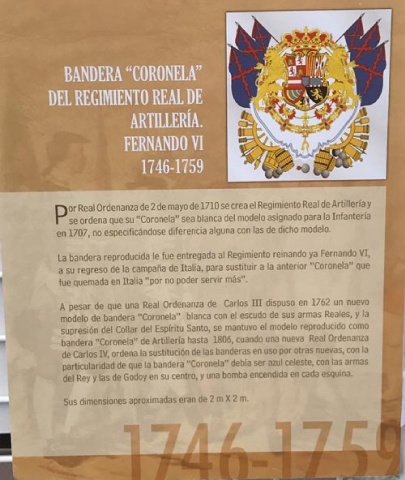 BANDERA “CORONELA”
DEL REGIMIENTO REAL DE
ARTILLERÍA.
FERNANDO VI
1746-1759
Por Real Ordenanza de 2 de mayo de 1710 se crea el Regimiento Real de Artillería y
se ordena que su “Coronela” sea blanca del modelo asignado para la Infantería
en 1707, no especificándose diferencia alguna con las de dicho modelo.
La bandera reproducida le fue entregada al Regimiento reinando ya Fernando VI,
a su regreso de la campaña de Italia, para sustituir a la anterior “Coronela” que
fue quemada en Italia “por no poder servir más”.
A pesar de que una Real Ordenanza de Carlos III dispuso en 1762 un nuevo
modelo de bandera “Coronela” blanca con el escudo de sus armas Reales, y la
supresión del Collar del Espíritu Santo, se mantuvo el modelo reproducido como
bandera “Coronela” de Artillería hasta 1806, cuando una nueva Real Ordenanza
de Carlos IV, ordena la sustitución de las banderas en uso por otras nuevas, con la
particularidad de que la bandera “Coronela” debía ser azul celeste, con las armas
del Rey y las de Godoy en su centro, y una bomba encendida en cada esquina.
Sus dimensiones aproximadas eran de 2 m X 2 m.
1746-1759